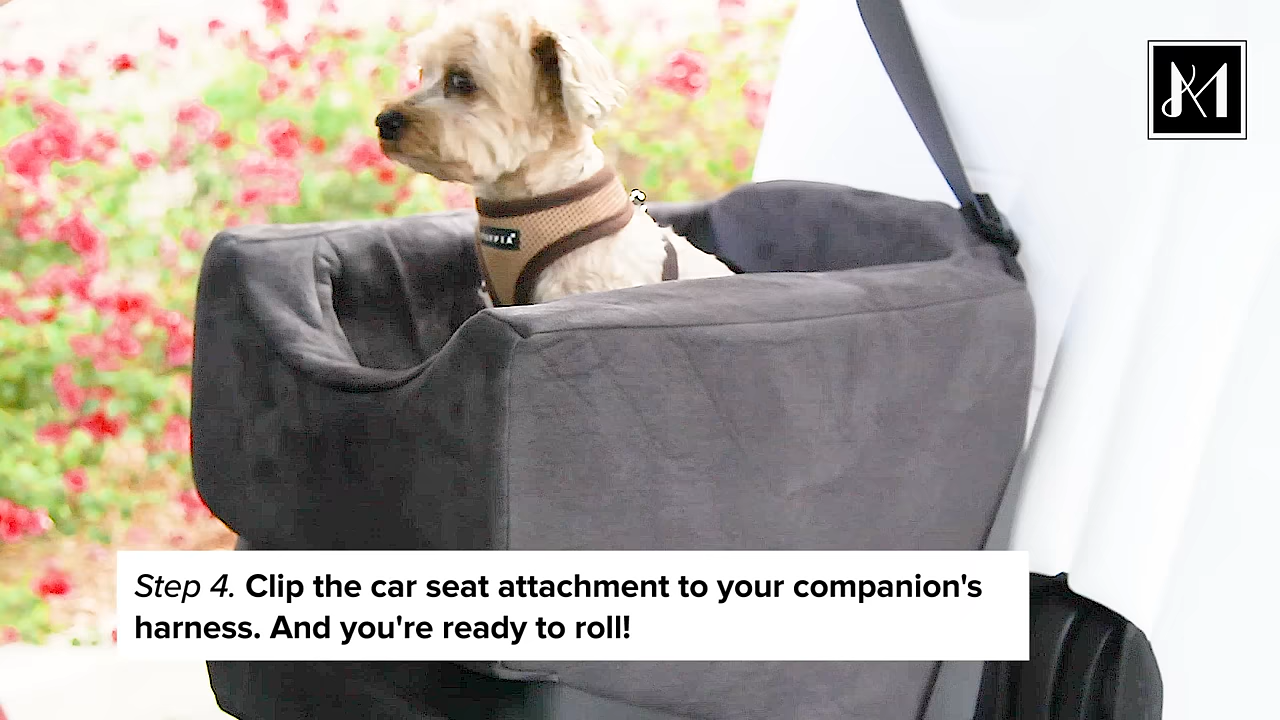 Step 4. Clip the car seat attachment to your companion's
harness. And you're ready to roll!